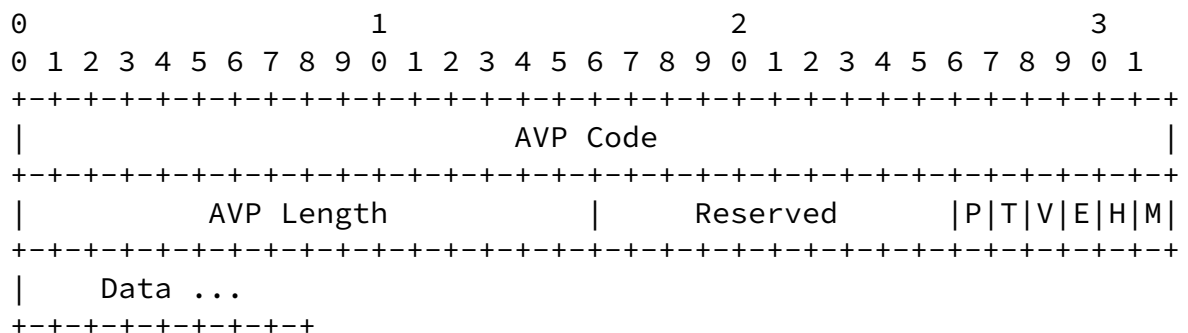 0                   1                   2                   3
0 1 2 3 4 5 6 7 8 9 0 1 2 3 4 5 6 7 8 9 0 1 2 3 4 5 6 7 8 9 0 1
+-+-+-+-+-+-+-+-+-+-+-+-+-+-+-+-+-+-+-+-+-+-+-+-+-+-+-+-+-+-+-+-+
|                           AVP Code                            |
+-+-+-+-+-+-+-+-+-+-+-+-+-+-+-+-+-+-+-+-+-+-+-+-+-+-+-+-+-+-+-+-+
|          AVP Length           |     Reserved      |P|T|V|E|H|M|
+-+-+-+-+-+-+-+-+-+-+-+-+-+-+-+-+-+-+-+-+-+-+-+-+-+-+-+-+-+-+-+-+
|    Data ...
+-+-+-+-+-+-+-+-+